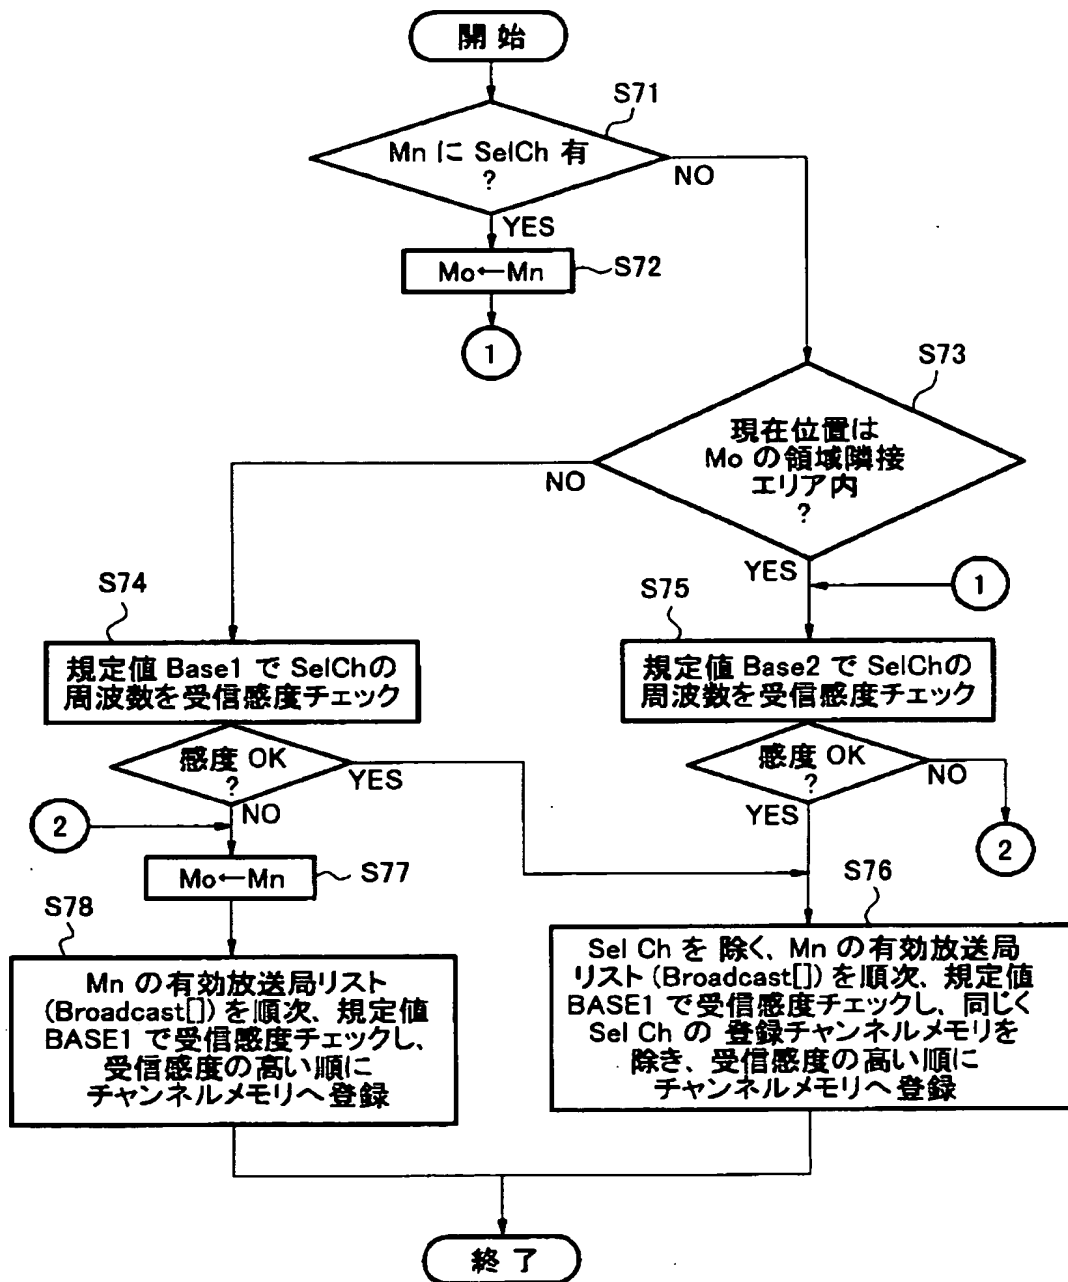 開始
S71
Mn に SelCh 有
?
NO
YES
Mo←Mn
S72
1
S73
現在位置は
Mo の領域隣接
エリア内
?
NO
YES
1
S74
S75
規定値 Base1 で SelChの
周波数を受信感度チェック
規定値 Base2 で SelChの
周波数を受信感度チェック
感度 OK
?
YES
NO
感度 OK
?
NO
YES
2
2
Mo←Mn
S77
S76
S78
Mn の有効放送局リスト
(Broadcast[]) を順次、規定値
BASE1 で受信感度チェックし、
受信感度の高い順に
チャンネルメモリへ登録
Sel Ch を 除く、Mn の有効放送局
リスト (Broadcast[]) を順次、規定値
BASE1 で受信感度チェックし、同じく
Sel Ch の 登録チャンネルメモリを
除き、受信感度の高い順に
チャンネルメモリへ登録
終了